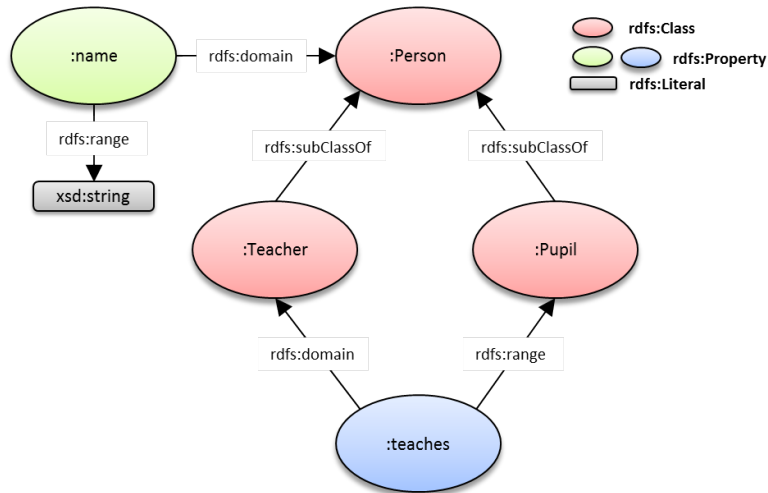 :name
rdfs:domain
:Person
rdfs:Class
rdfs:Property
rdfs:Literal
rdfs:range
xsd:string
rdfs:subClassOf
rdfs:subClassOf
:Teacher
:Pupil
rdfs:domain
rdfs:range
:teaches